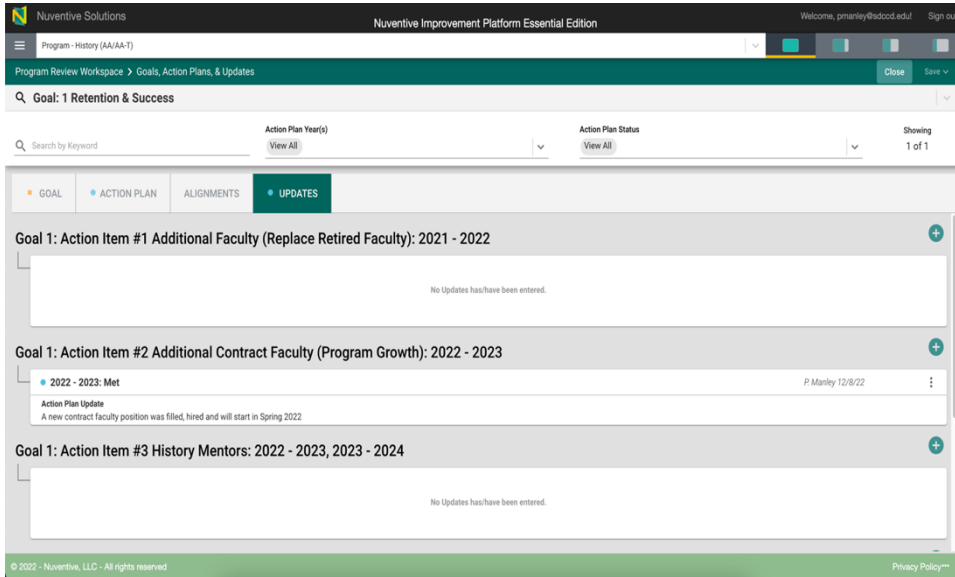 Nuventive Solutions
Nuventive Improvement Platform Essential Edition
Welcome, pmanley@sdccd.edu!
Sign ou
Program - History (AA/AA-T)
Program Review Workspace > Goals, Action Plans, & Updates
Close
Save
Goal: 1 Retention & Success
Search by Keyword
Action Plan Year(s)
View All
Action Plan Status
View All
Showing
1 of 1
GOAL
ACTION PLAN
ALIGNMENTS
UPDATES
Goal 1: Action Item #1 Additional Faculty (Replace Retired Faculty): 2021 - 2022
No Updates has/have been entered.
Goal 1: Action Item #2 Additional Contract Faculty (Program Growth): 2022 - 2023
2022 - 2023: Met
P. Manley 12/8/22
Action Plan Update
A new contract faculty position was filled, hired and will start in Spring 2022
Goal 1: Action Item #3 History Mentors: 2022 - 2023, 2023 - 2024
No Updates has/have been entered.
© 2022 - Nuventive, LLC - All rights reserved
Privacy Policy